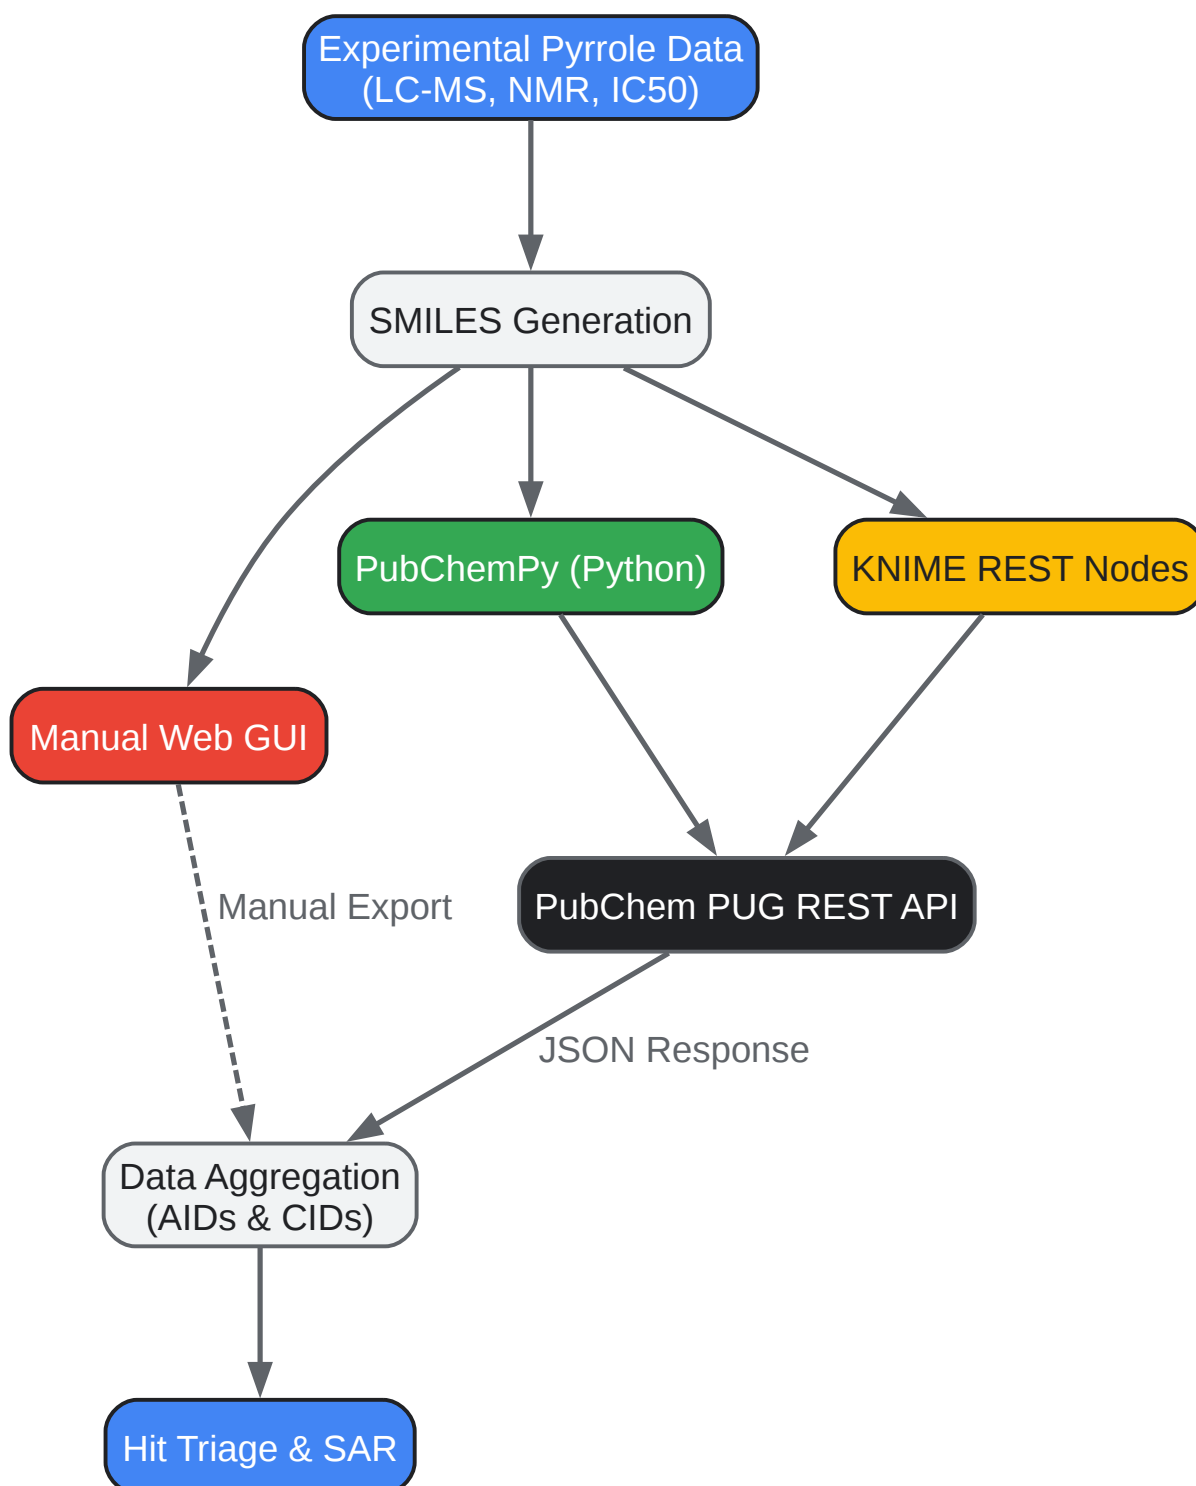 Experimental Pyrrole Data
(LC-MS, NMR, IC50)
SMILES Generation
PubChemPy (Python)
KNIME REST Nodes
Manual Web GUI
Manual Export
PubChem PUG REST API
JSON Response
Data Aggregation
(AIDs & CIDs)
Hit Triage & SAR